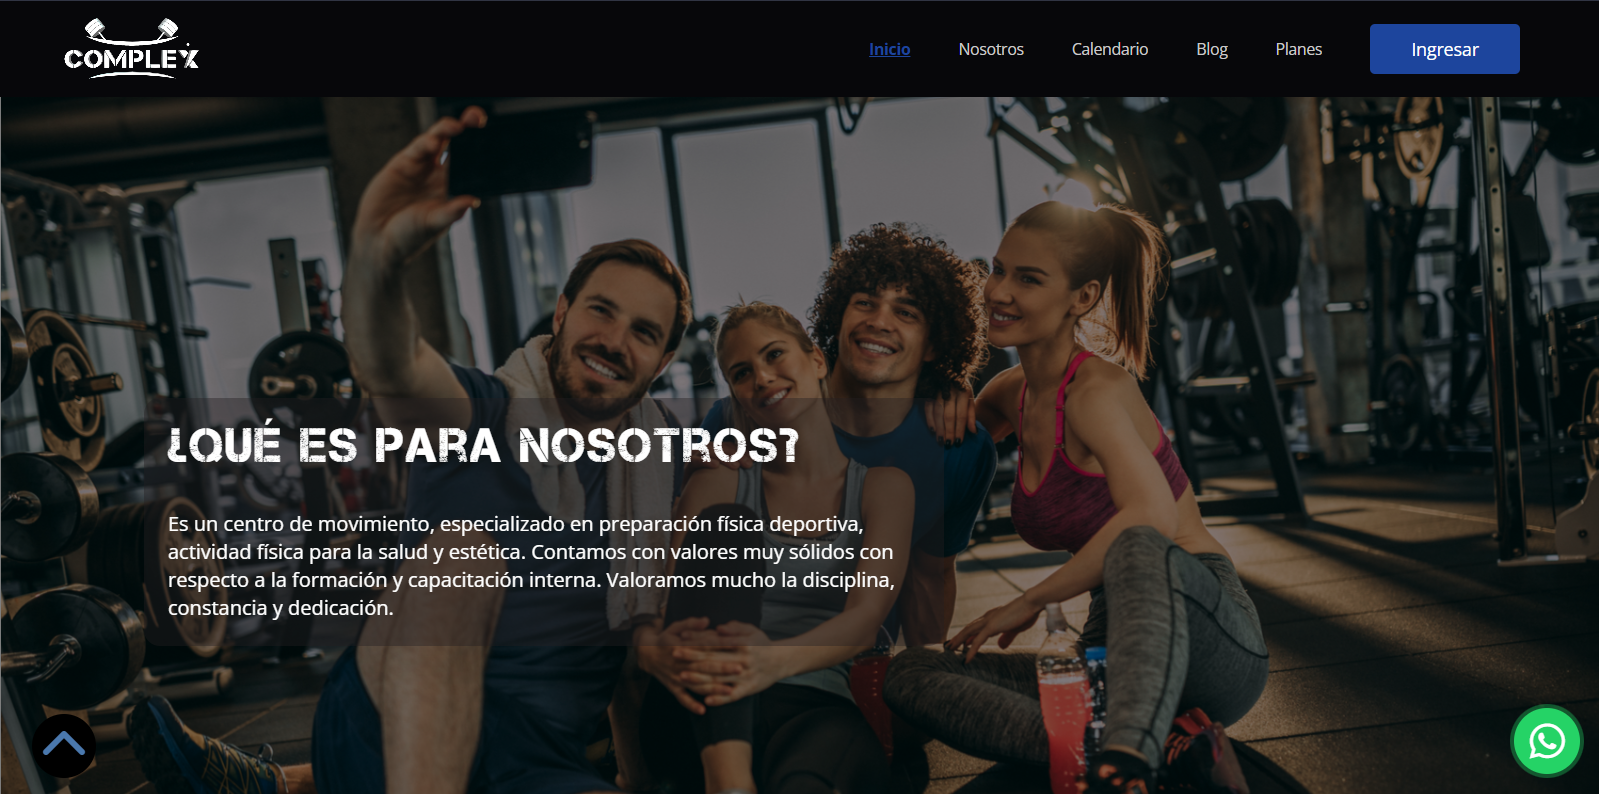 COMPLEX
Inicio
Nosotros
Calendario
Blog
Planes
Ingresar
¿QUÉ ES PARA NOSOTROS?
Es un centro de movimiento, especializado en preparación física deportiva,
actividad física para la salud y estética. Contamos con valores muy sólidos con
respecto a la formación y capacitación interna. Valoramos mucho la disciplina,
constancia y dedicación.